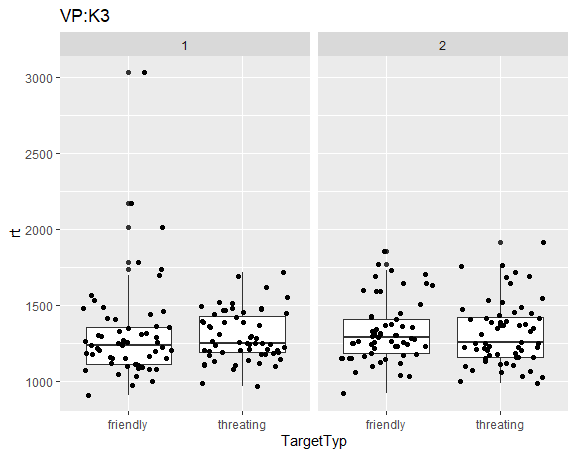 VP:K3
1 2
3000
2500
2000
1500
1000
rt
friendly threating friendly threating
TargetTyp